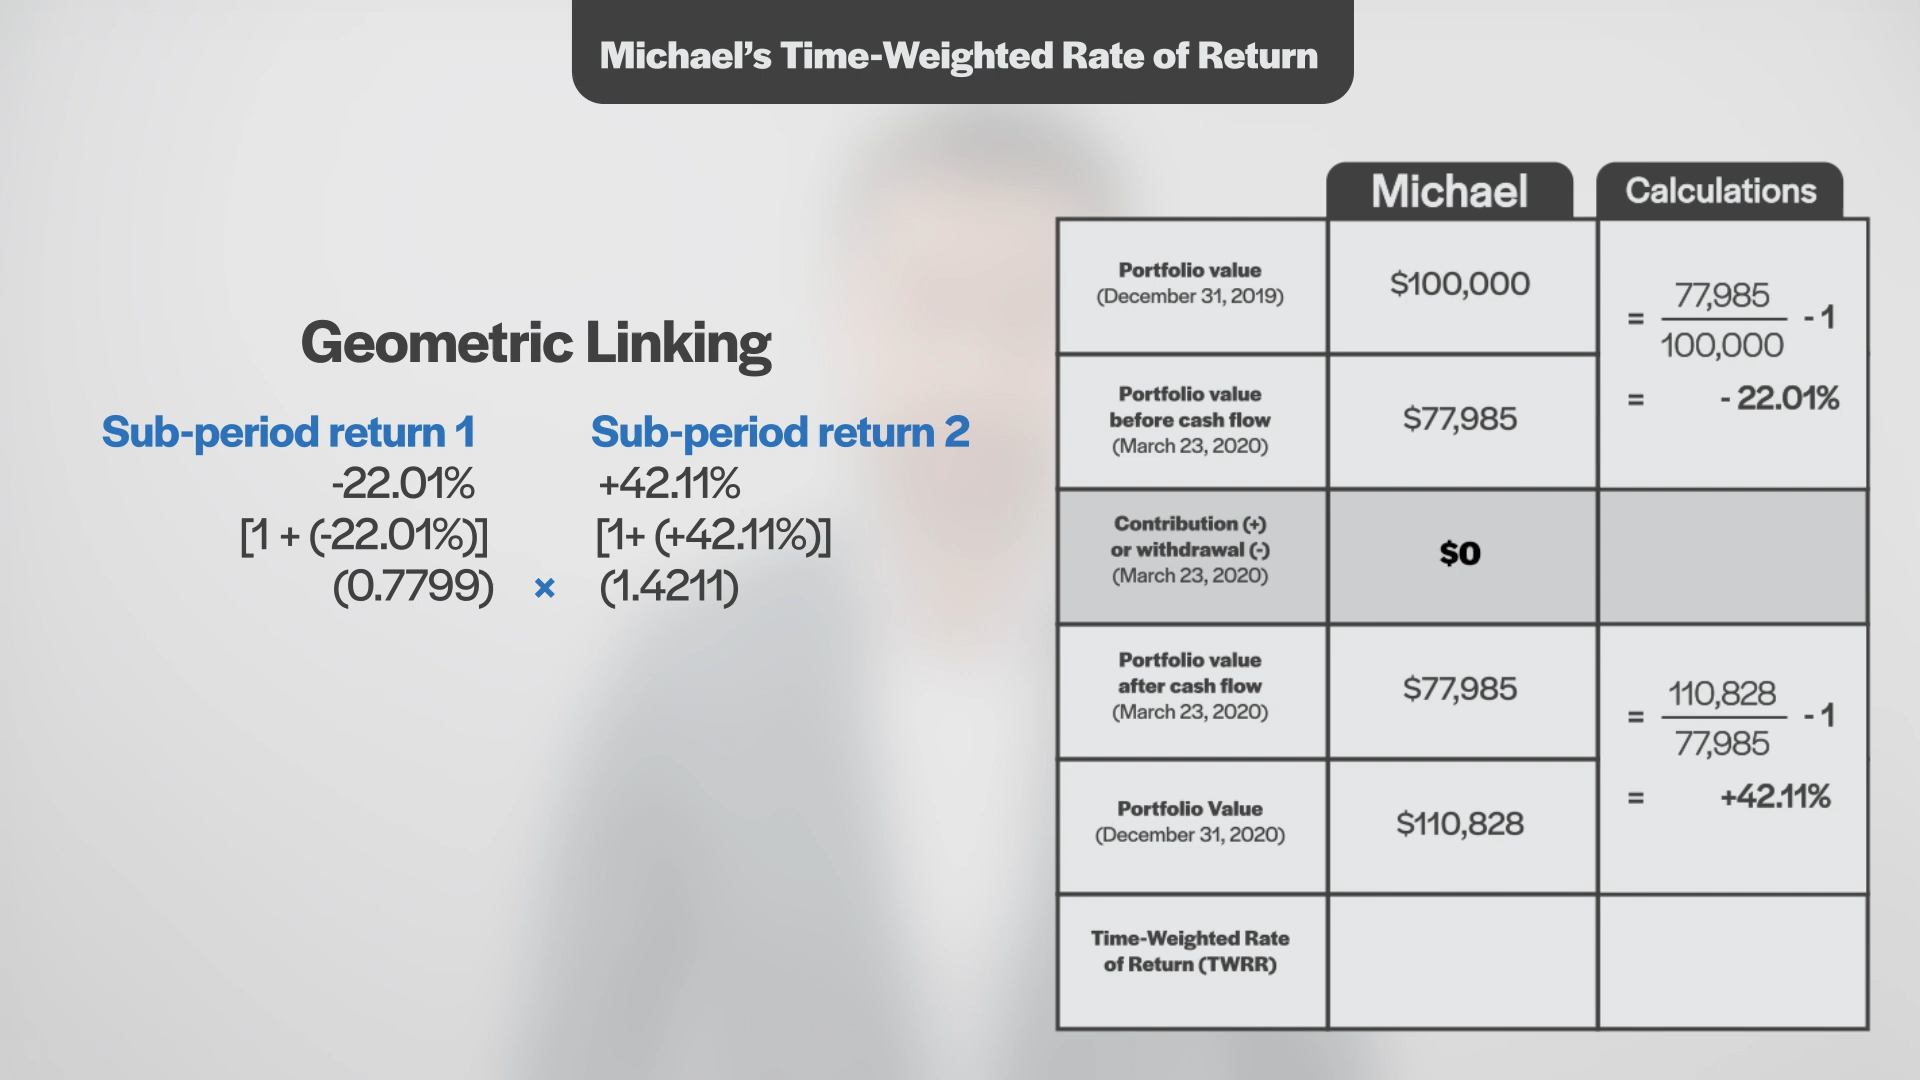 Michael's Time-Weighted Rate of Return
Geometric Linking
Sub-period return 1 Sub-period return 2
-22.01% +42.11%
[1 + (-22.01%)] [1+ (+42.11%)]
(0.7799) × (1.4211)
Michael Calculations
Portfolio value
(December 31, 2019)
$100,000
= 77,985
100,000
- 1
= - 22.01%
Portfolio value
before cash flow
(March 23, 2020)
$77,985
Contribution (+)
or withdrawal (-)
(March 23, 2020)
$0
Portfolio value
after cash flow
(March 23, 2020)
$77,985
= 110,828
77,985
- 1
= +42.11%
Portfolio Value
(December 31, 2020)
$110,828
Time-Weighted Rate
of Return (TWRR)